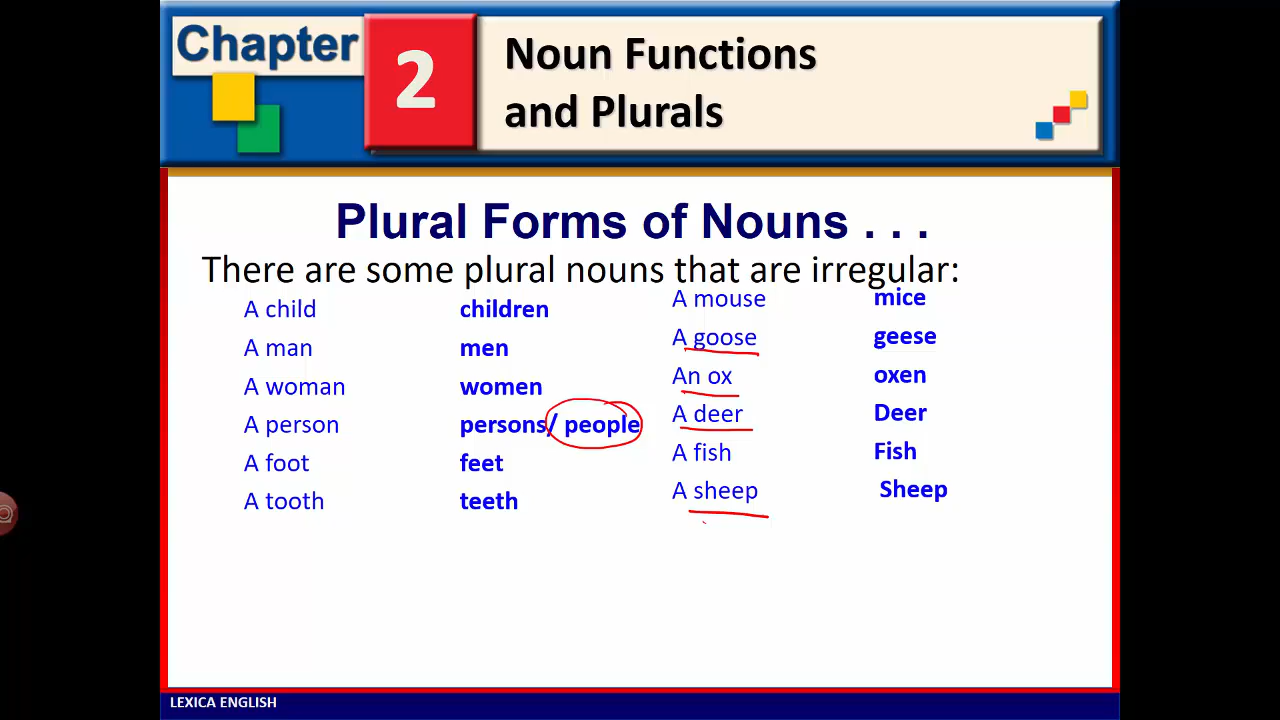 Chapter 2
Noun Functions
and Plurals
Plural Forms of Nouns . . .
There are some plural nouns that are irregular:
A child children
A man men
A woman women
A person persons/ people
A foot feet
A tooth teeth
A mouse mice
A goose geese
An ox oxen
A deer Deer
A fish Fish
A sheep Sheep
LEXICA ENGLISH